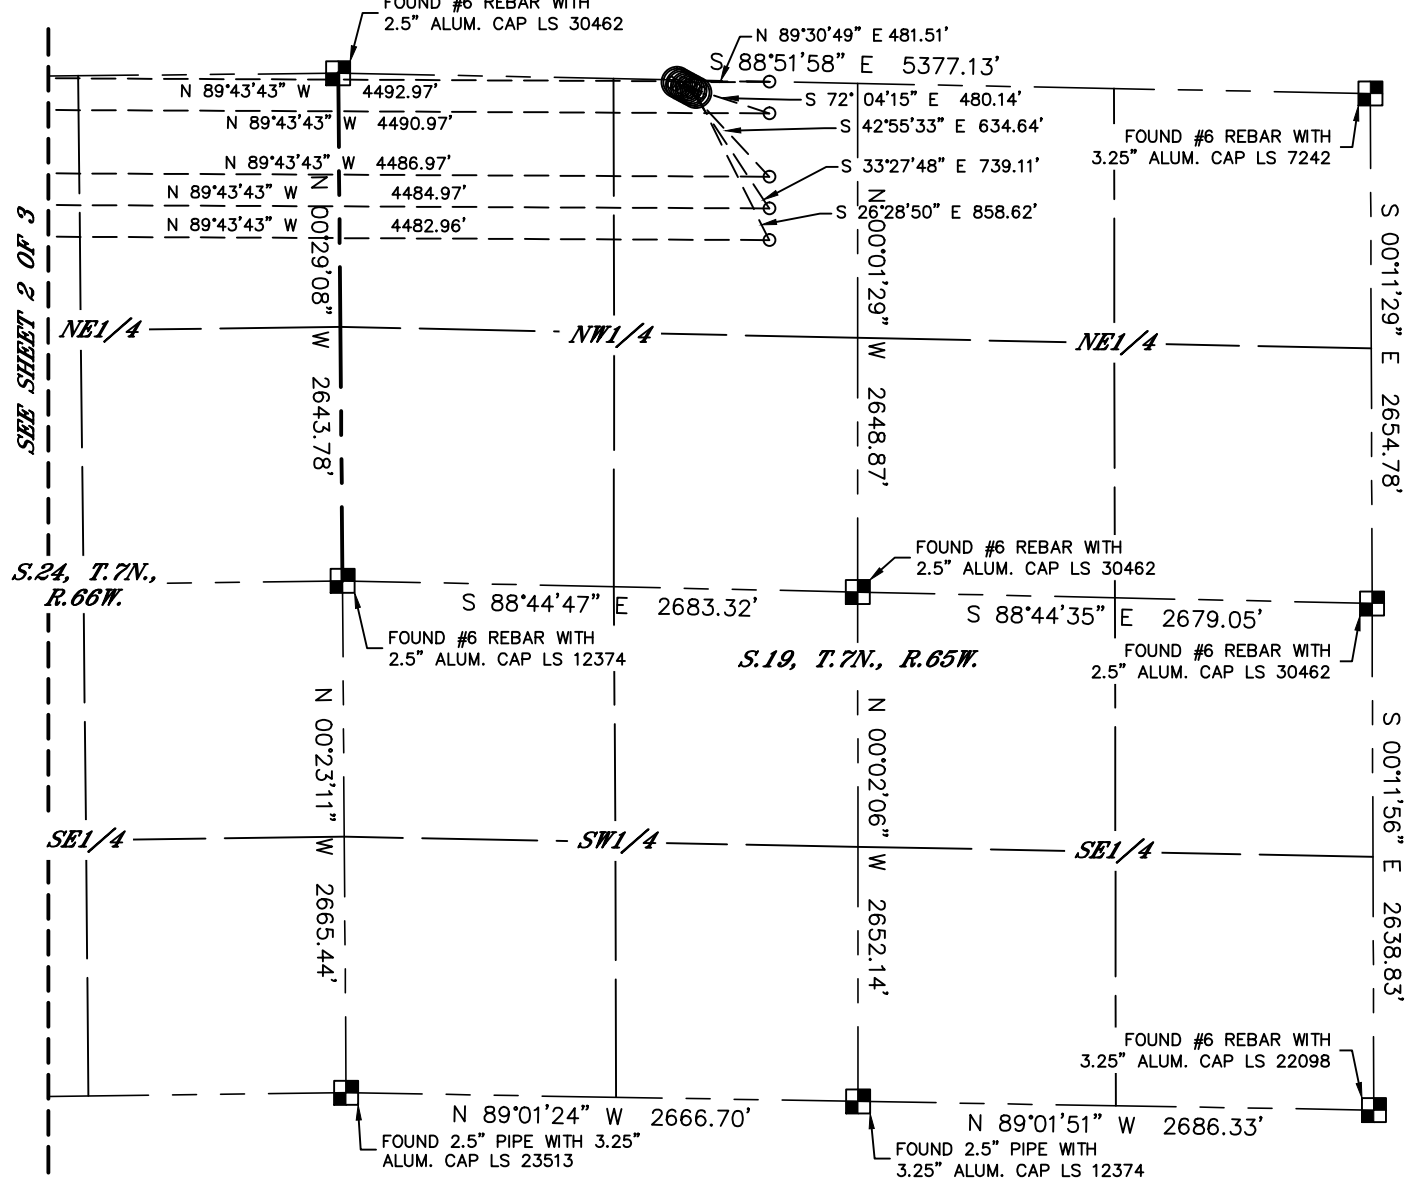 FOUND #6 REBAR WITH
2.5" ALUM. CAP LS 30462
N 89°30'49" E 481.51'
S 88°51'58" E 5377.13'
N 89°43'43" W 4492.97'
S 72°04'15" E 480.14'
N 89°43'43" W 4490.97'
S 42°55'33" E 634.64'
FOUND #6 REBAR WITH
3.25" ALUM. CAP LS 7242
N 89°43'43" W 4486.97'
S 33°27'48" E 739.11'
N 89°43'43" W 4484.97'
S 26°28'50" E 858.62'
N 89°43'43" W 4482.96'
SEE SHEET 2 OF 3
N 00°29'08" W 2643.78'
N 00°01'29" W 2648.87'
S 00°11'29" E 2654.78'
NE1/4
NW1/4
NE1/4
S.24, T.7N.,
R.66W.
FOUND #6 REBAR WITH
2.5" ALUM. CAP LS 30462
S 88°44'47" E 2683.32'
S 88°44'35" E 2679.05'
FOUND #6 REBAR WITH
2.5" ALUM. CAP LS 12374
S.19, T.7N., R.65W.
FOUND #6 REBAR WITH
2.5" ALUM. CAP LS 30462
N 00°23'11" W 2665.44'
N 00°02'06" W 2652.14'
S 00°11'56" E 2638.83'
SE1/4
SW1/4
SE1/4
FOUND #6 REBAR WITH
3.25" ALUM. CAP LS 22098
N 89°01'24" W 2666.70'
N 89°01'51" W 2686.33'
FOUND 2.5" PIPE WITH 3.25"
ALUM. CAP LS 23513
FOUND 2.5" PIPE WITH
3.25" ALUM. CAP LS 12374